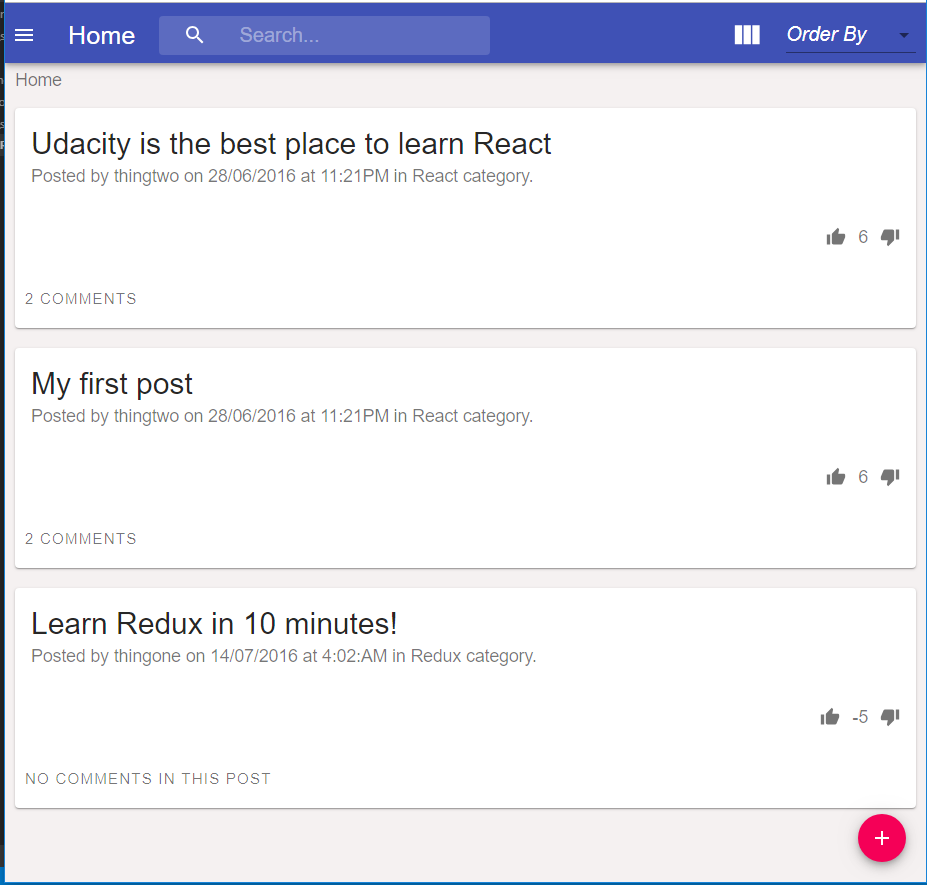 Home
Search...
Order By
Home
Udacity is the best place to learn React
Posted by thingtwo on 28/06/2016 at 11:21PM in React category.
6
2 COMMENTS
My first post
Posted by thingtwo on 28/06/2016 at 11:21PM in React category.
6
2 COMMENTS
Learn Redux in 10 minutes!
Posted by thingone on 14/07/2016 at 4:02:AM in Redux category.
-5
NO COMMENTS IN THIS POST